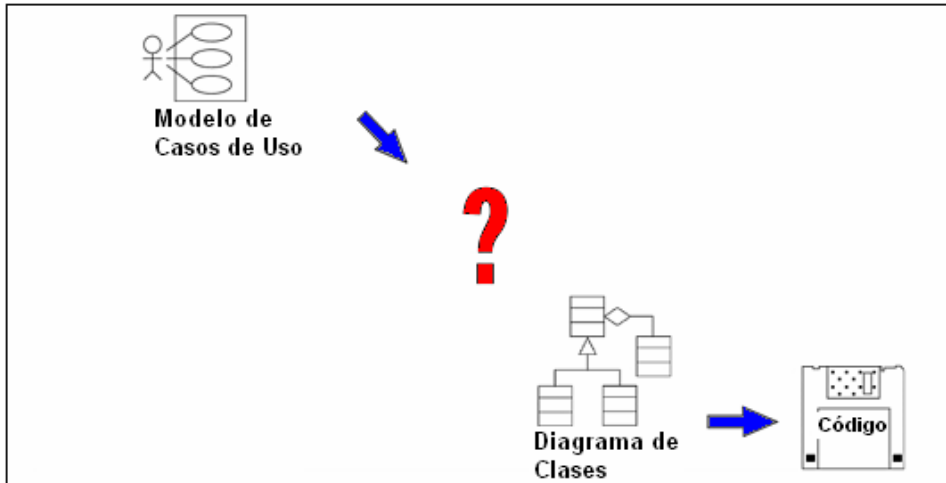 Modelo de
Casos de Uso
?
Diagrama de
Clases
Código